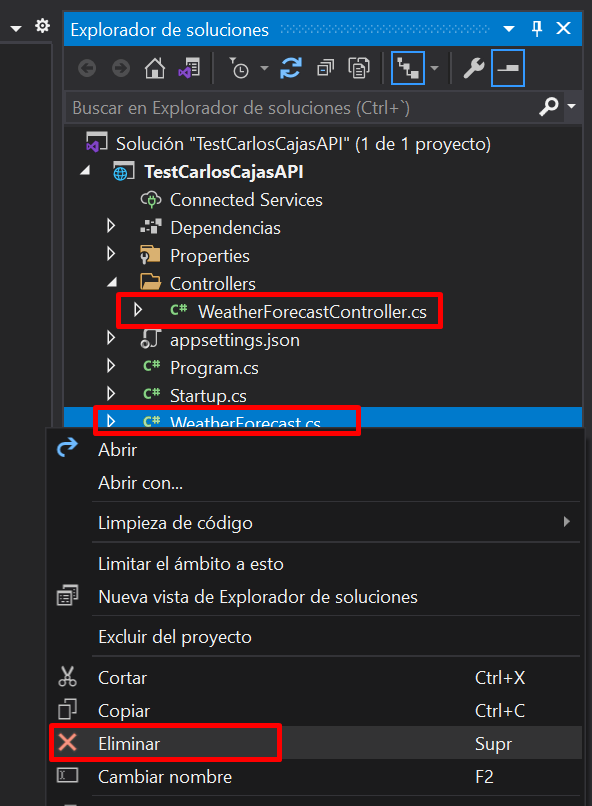 Explorador de soluciones
Buscar en Explorador de soluciones (Ctrl+`)
Solución "TestCarlosCajasAPI" (1 de 1 proyecto)
TestCarlosCajasAPI
Connected Services
Dependencias
Properties
Controllers
C# WeatherForecastController.cs
appsettings.json
C# Program.cs
C# Startup.cs
C# WeatherForecast.cs
Abrir
Abrir con...
Limpieza de código
Limitar el ámbito a esto
Nueva vista de Explorador de soluciones
Excluir del proyecto
Cortar Ctrl+X
Copiar Ctrl+C
Eliminar Supr
Cambiar nombre F2